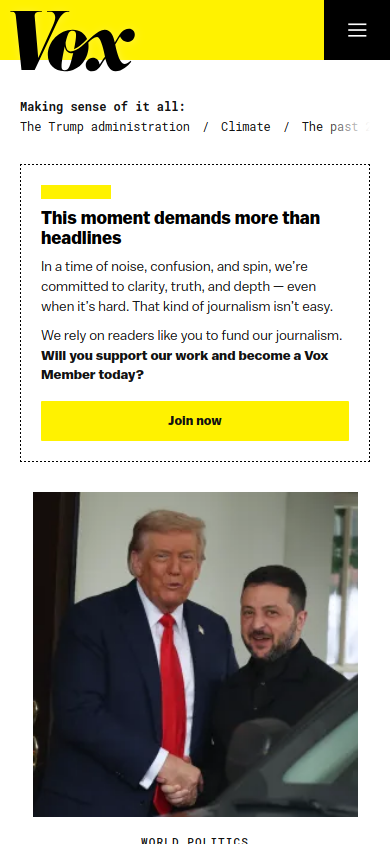 Vox
Making sense of it all:
The Trump administration / Climate / The past
This moment demands more than
headlines
In a time of noise, confusion, and spin, we're
committed to clarity, truth, and depth — even
when it's hard. That kind of journalism isn't easy.
We rely on readers like you to fund our journalism.
Will you support our work and become a Vox
Member today?
Join now
WORLD POLITICS